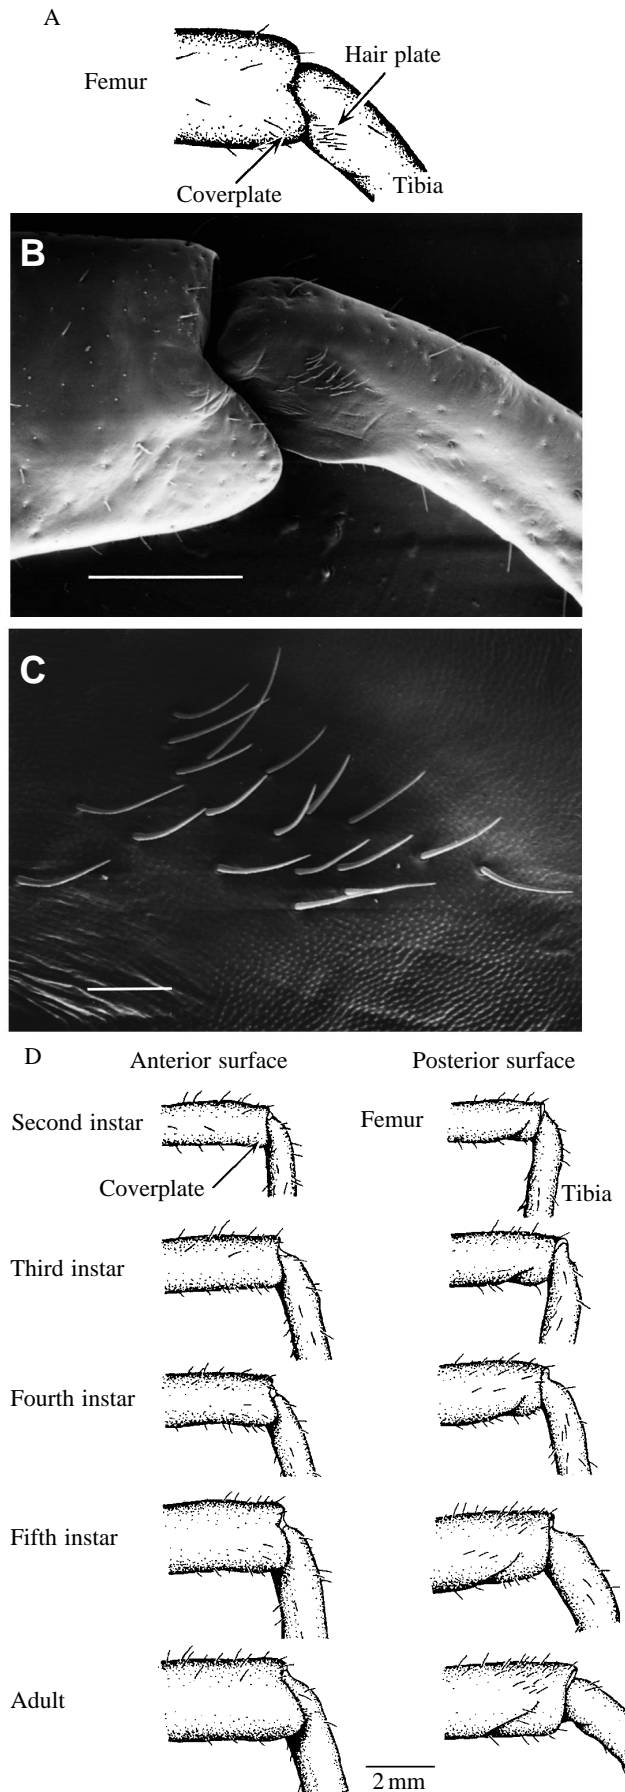 A
Hair plate
Femur
Coverplate
Tibia
B
C
D
Anterior surface Posterior surface
Second instar
Femur
Coverplate
Tibia
Third instar
Fourth instar
Fifth instar
Adult
2 mm